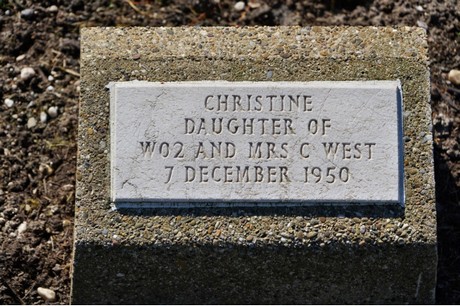 CHRISTINE
DAUGHTER OF
WO2 AND MRS C WEST
7 DECEMBER 1950